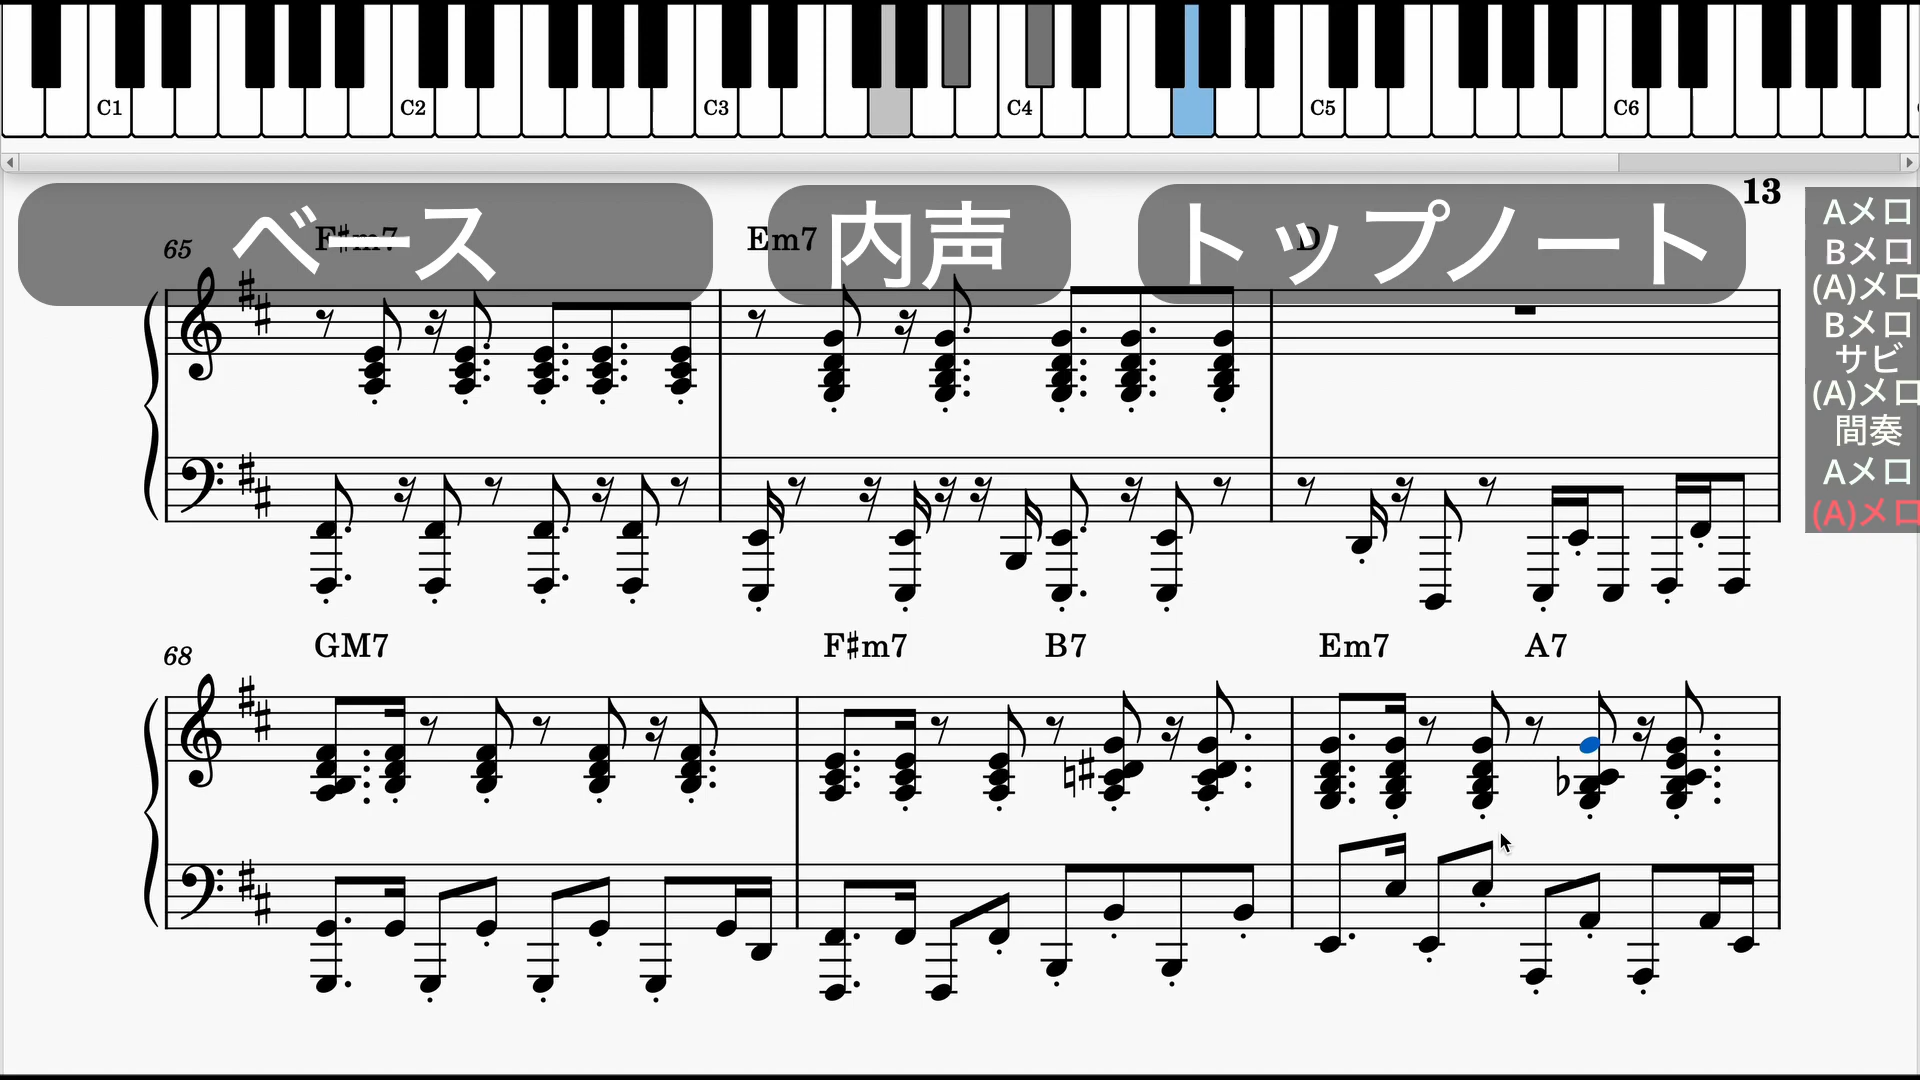 C1 C2 C3 C4 C5 C6
13
ベース 内声 トップノート
65 F♯m7 Em7 D
Aメロ
Bメロ
(A)メロ
Bメロ
サビ
(A)メロ
間奏
Aメロ
(A)メロ
68 GM7 F♯m7 B7 Em7 A7